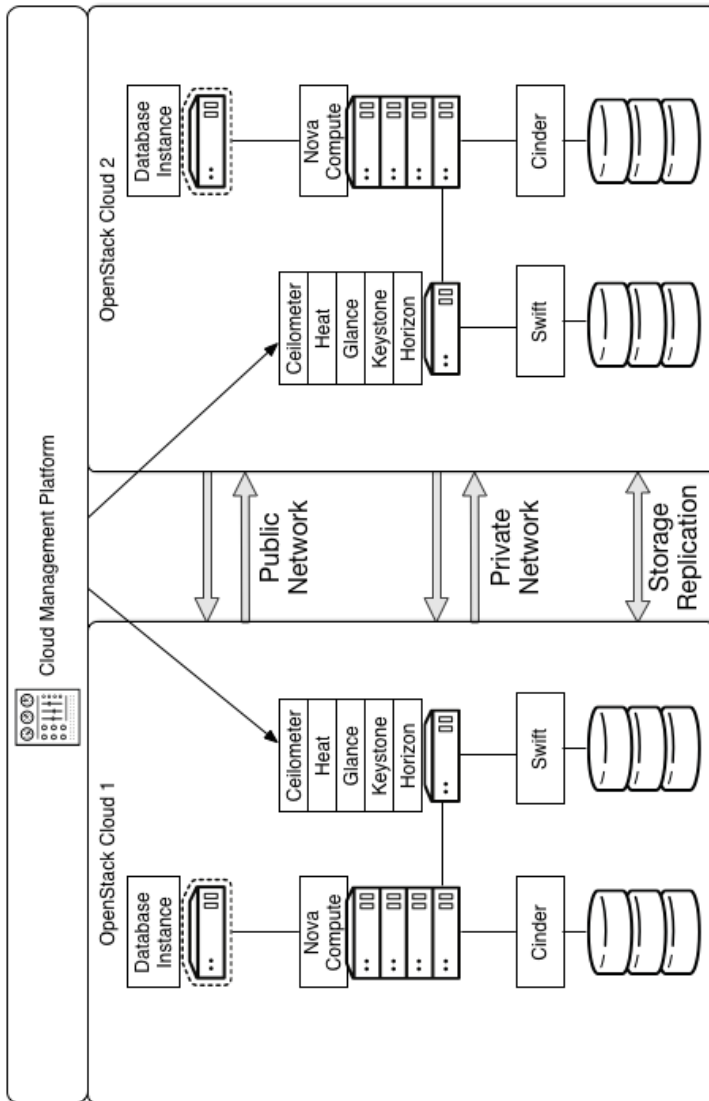 Cloud Management Platform
OpenStack Cloud 1
Database
Instance
Nova
Compute
Cinder
Ceilometer
Heat
Glance
Keystone
Horizon
Swift
Public
Network
Private
Network
Storage
Replication
OpenStack Cloud 2
Ceilometer
Heat
Glance
Keystone
Horizon
Swift
Database
Instance
Nova
Compute
Cinder